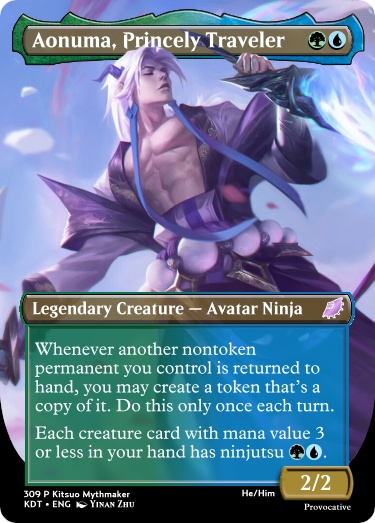 Aonuma, Princely Traveler
Legendary Creature — Avatar Ninja
Whenever another nontoken
permanent you control is returned to
hand, you may create a token that's a
copy of it. Do this only once each turn.
Each creature card with mana value 3
or less in your hand has ninjutsu .
2/2
309 P Kitsuo Mythmaker
He/Him
KDT • ENG Yinan Zhu
Provocative